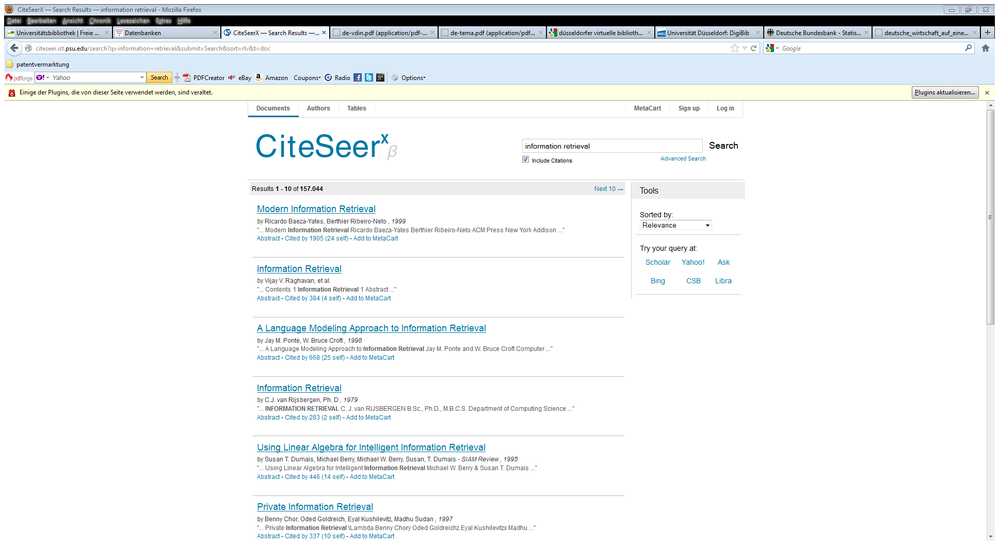 CiteSeerX — Search Results — information retrieval - Mozilla Firefox
Datei Bearbeiten Ansicht Chronik Lesezeichen Extras Hilfe
Universitätsbibliothek | Freie ... Datenbanken CiteSeerX — Search Results —... de-vdin.pdf (application/pdf-... de-tema.pdf (application/pdf... düsseldorfer virtuelle biblioth... Universität Düsseldorf: DigiBib Deutsche Bundesbank - Statis... deutsche_wirtschaft_auf_eine...
citeseer.ist.psu.edu/search?q=information+retrieval&submit=Search&sort=rlv&t=doc Google
patentvermarktung
pdfforge Y! Yahoo Search PDFCreator eBay Amazon Coupons Radio Options
Einige der Plugins, die von dieser Seite verwendet werden, sind veraltet. Plugins aktualisieren...
Documents Authors Tables MetaCart Sign up Log in
CiteSeerX β
information retrieval Search
Include Citations Advanced Search
Results 1 - 10 of 157.044 Next 10 →
Tools
Modern Information Retrieval
by Ricardo Baeza-Yates, Berthier Ribeiro-Neto , 1999
"... Modern Information Retrieval Ricardo Baeza-Yates Berthier Ribeiro-Neto ACM Press New York Addison ..."
Abstract - Cited by 1905 (24 self) - Add to MetaCart
Sorted by:
Relevance
Try your query at:
Scholar Yahoo! Ask
Bing CSB Libra
Information Retrieval
by Vijay V. Raghavan, et al.
"... Contents 1 Information Retrieval 1 Abstract ..."
Abstract - Cited by 384 (4 self) - Add to MetaCart
A Language Modeling Approach to Information Retrieval
by Jay M. Ponte, W. Bruce Croft , 1998
"... A Language Modeling Approach to Information Retrieval Jay M. Ponte and W. Bruce Croft Computer ..."
Abstract - Cited by 668 (25 self) - Add to MetaCart
Information Retrieval
by C.J. van Rijsbergen, Ph. D , 1979
"... INFORMATION RETRIEVAL C. J. van RIJSBERGEN B.Sc., Ph.D., M.B.C.S. Department of Computing Science ..."
Abstract - Cited by 283 (2 self) - Add to MetaCart
Using Linear Algebra for Intelligent Information Retrieval
by Susan T. Dumais, Michael Berry, Michael W. Berry, Susan, T. Dumais - SIAM Review , 1995
"... Using Linear Algebra for Intelligent Information Retrieval Michael W. Berry & Susan T. Dumais ..."
Abstract - Cited by 446 (14 self) - Add to MetaCart
Private Information Retrieval
by Benny Chor, Oded Goldreich, Eyal Kushilevitz, Madhu Sudan , 1997
"... Private Information Retrieval \Lambda Benny Chory Oded Goldreichz Eyal Kushilevitzx Madhu ..."
Abstract - Cited by 337 (10 self) - Add to MetaCart